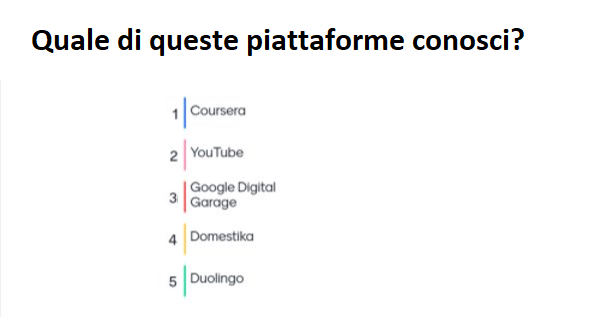 Quale di queste piattaforme conosci?
1 Coursera
2 YouTube
3 Google Digital
Garage
4 Domestika
5 Duolingo